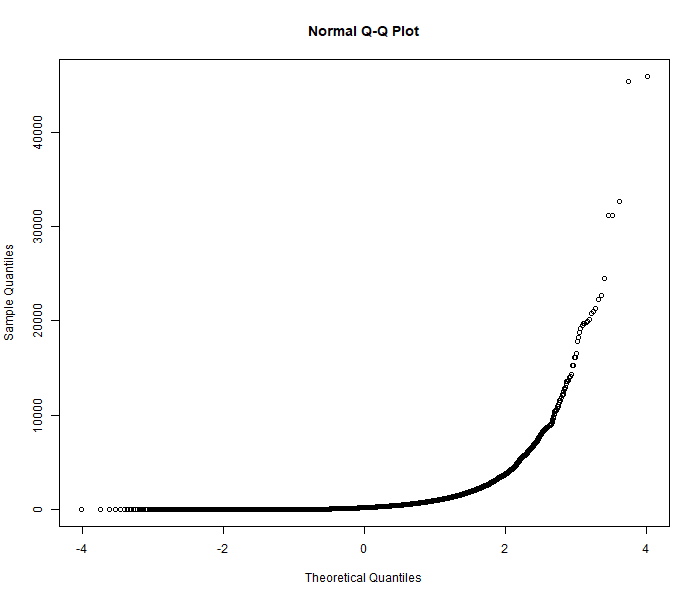 Normal Q-Q Plot
Sample Quantiles
40000
30000
20000
10000
0
-4 -2 0 2 4
Theoretical Quantiles